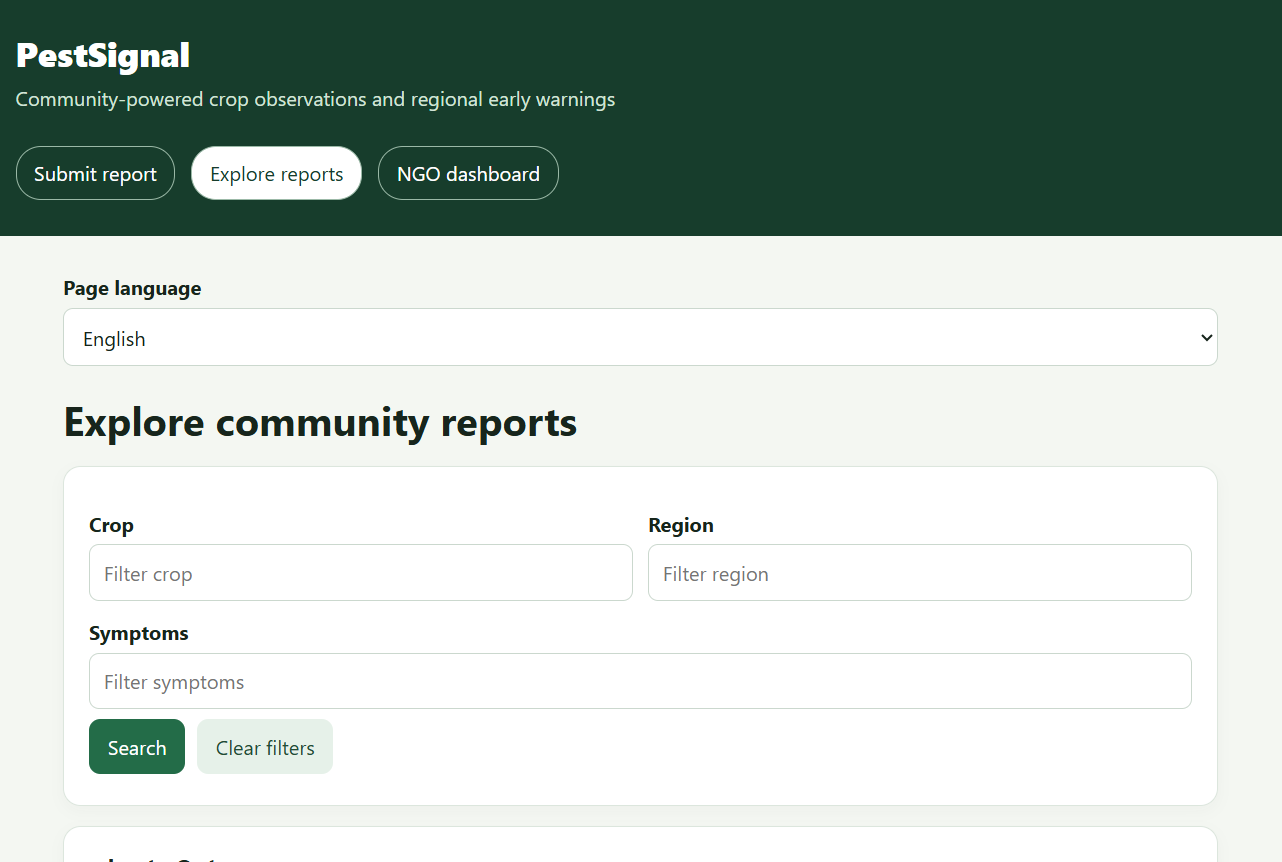 PestSignal
Community-powered crop observations and regional early warnings
Submit report Explore reports NGO dashboard
Page language
English
Explore community reports
Crop Region
Filter crop Filter region
Symptoms
Filter symptoms
Search Clear filters